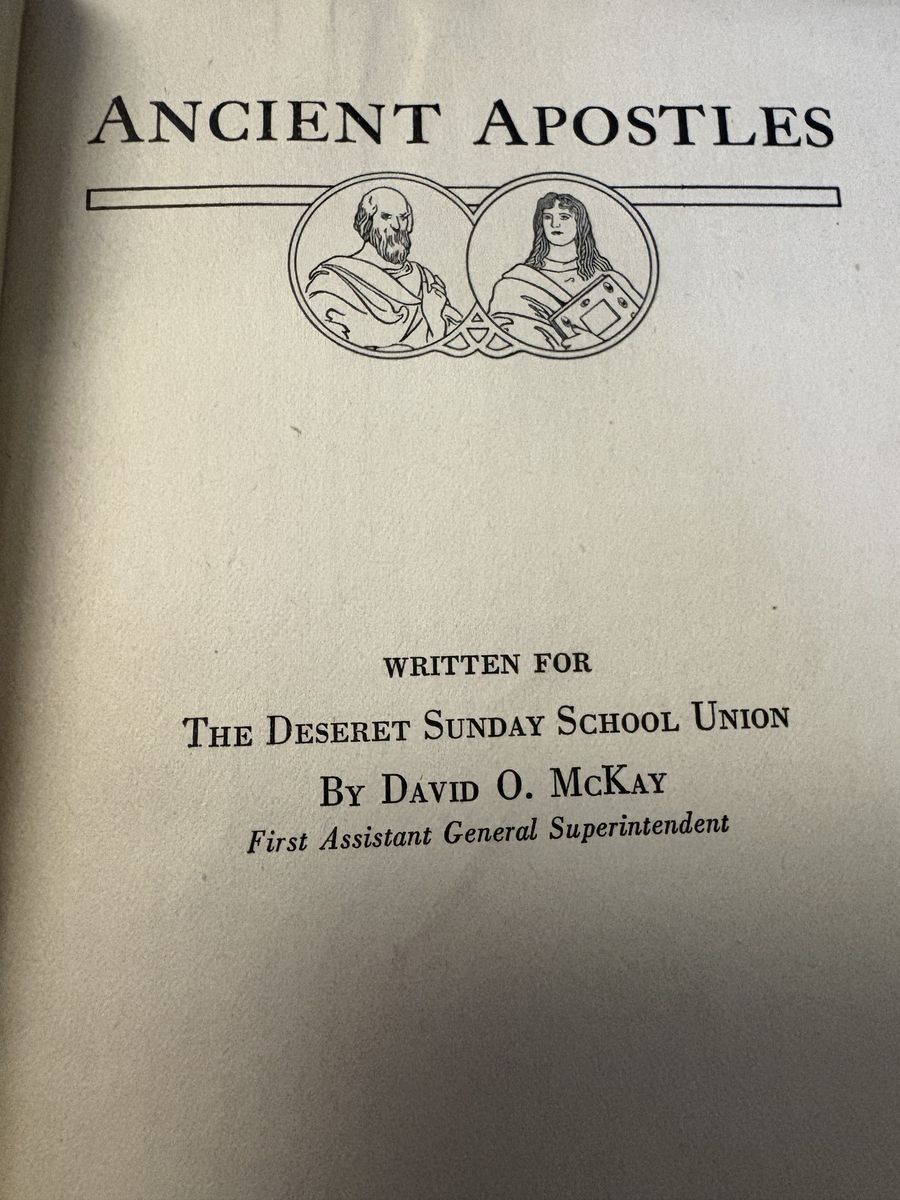 ANCIENT APOSTLES
WRITTEN FOR
THE DESERET SUNDAY SCHOOL UNION
BY DAVID O. MCKAY
First Assistant General Superintendent